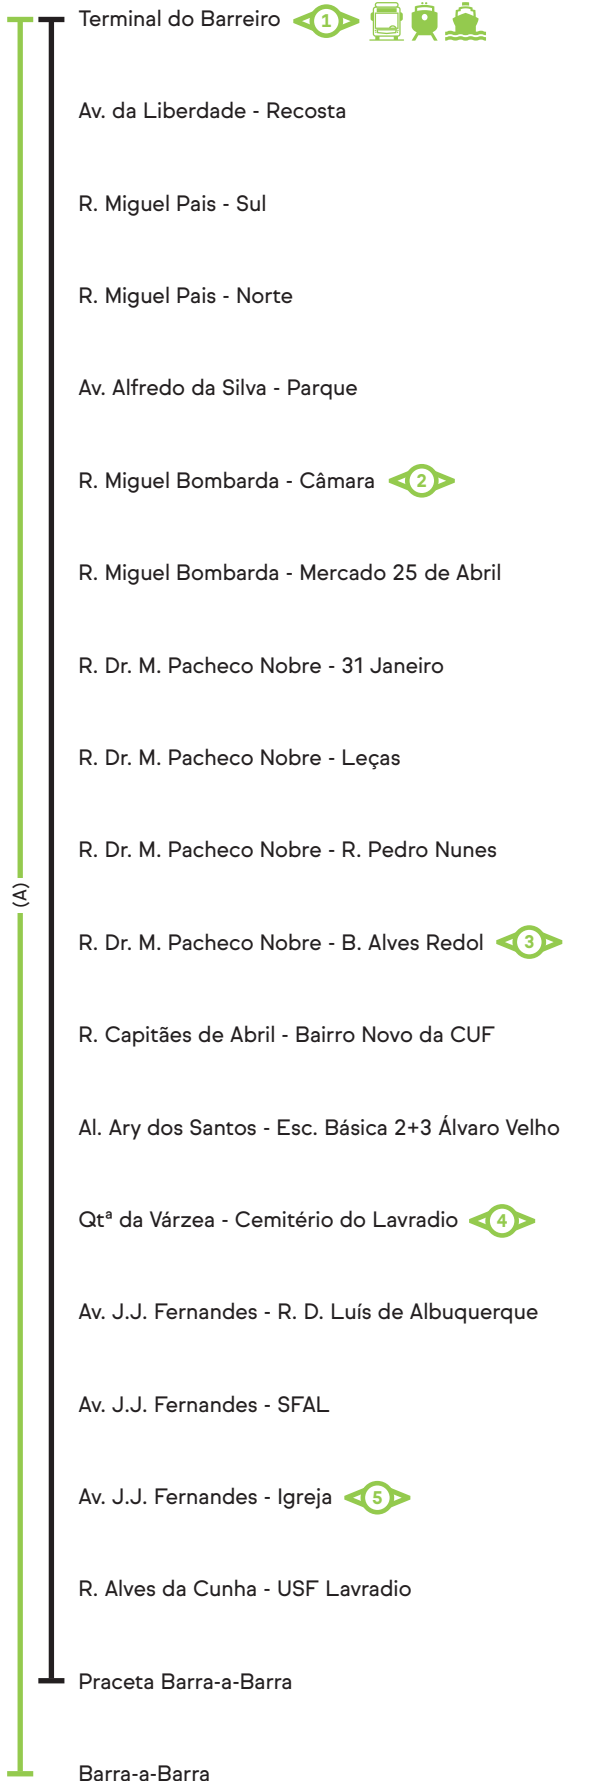 Terminal do Barreiro 1
Av. da Liberdade - Recosta
R. Miguel Pais - Sul
R. Miguel Pais - Norte
Av. Alfredo da Silva - Parque
R. Miguel Bombarda - Câmara 2
R. Miguel Bombarda - Mercado 25 de Abril
R. Dr. M. Pacheco Nobre - 31 Janeiro
R. Dr. M. Pacheco Nobre - Leças
R. Dr. M. Pacheco Nobre - R. Pedro Nunes
(A)
R. Dr. M. Pacheco Nobre - B. Alves Redol 3
R. Capitães de Abril - Bairro Novo da CUF
Al. Ary dos Santos - Esc. Básica 2+3 Álvaro Velho
Qtª da Várzea - Cemitério do Lavradio 4
Av. J.J. Fernandes - R. D. Luís de Albuquerque
Av. J.J. Fernandes - SFAL
Av. J.J. Fernandes - Igreja 5
R. Alves da Cunha - USF Lavradio
Praceta Barra-a-Barra
Barra-a-Barra